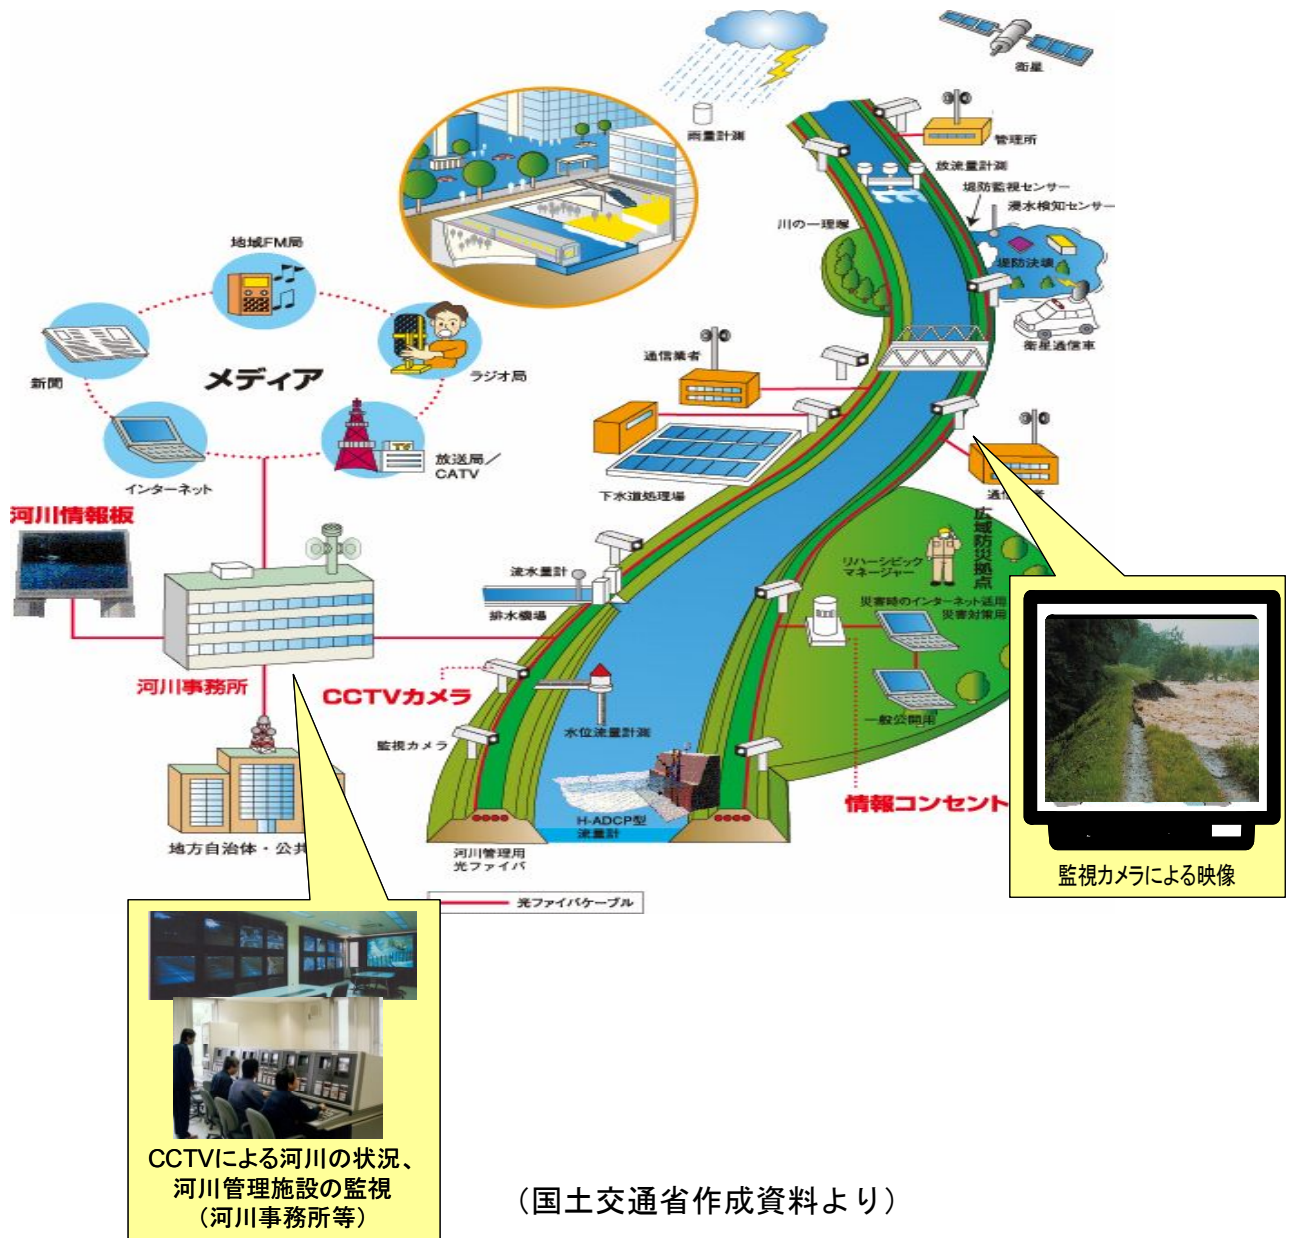 衛星
雨量計測
管理所
放流量計測
堤防監視センサー
浸水検知センサー
川の一理塚
堤防決壊
衛星通信車
地域FM局
新聞
メディア
ラジオ局
インターネット
放送局／
CATV
通信業者
下水道処理場
通信
者
河川情報板
広域防災拠点
リハーシビック
マネージャー
流水量計
排水機場
災害時のインターネット活用
災害対策用
河川事務所
CCTVカメラ
一般公開用
監視カメラ
水位流量計測
情報コンセント
H-ADCP型
流量計
地方自治体・公共
河川管理用
光ファイバ
監視カメラによる映像
光ファイバケーブル
CCTVによる河川の状況、
河川管理施設の監視
（河川事務所等）
（国土交通省作成資料より）